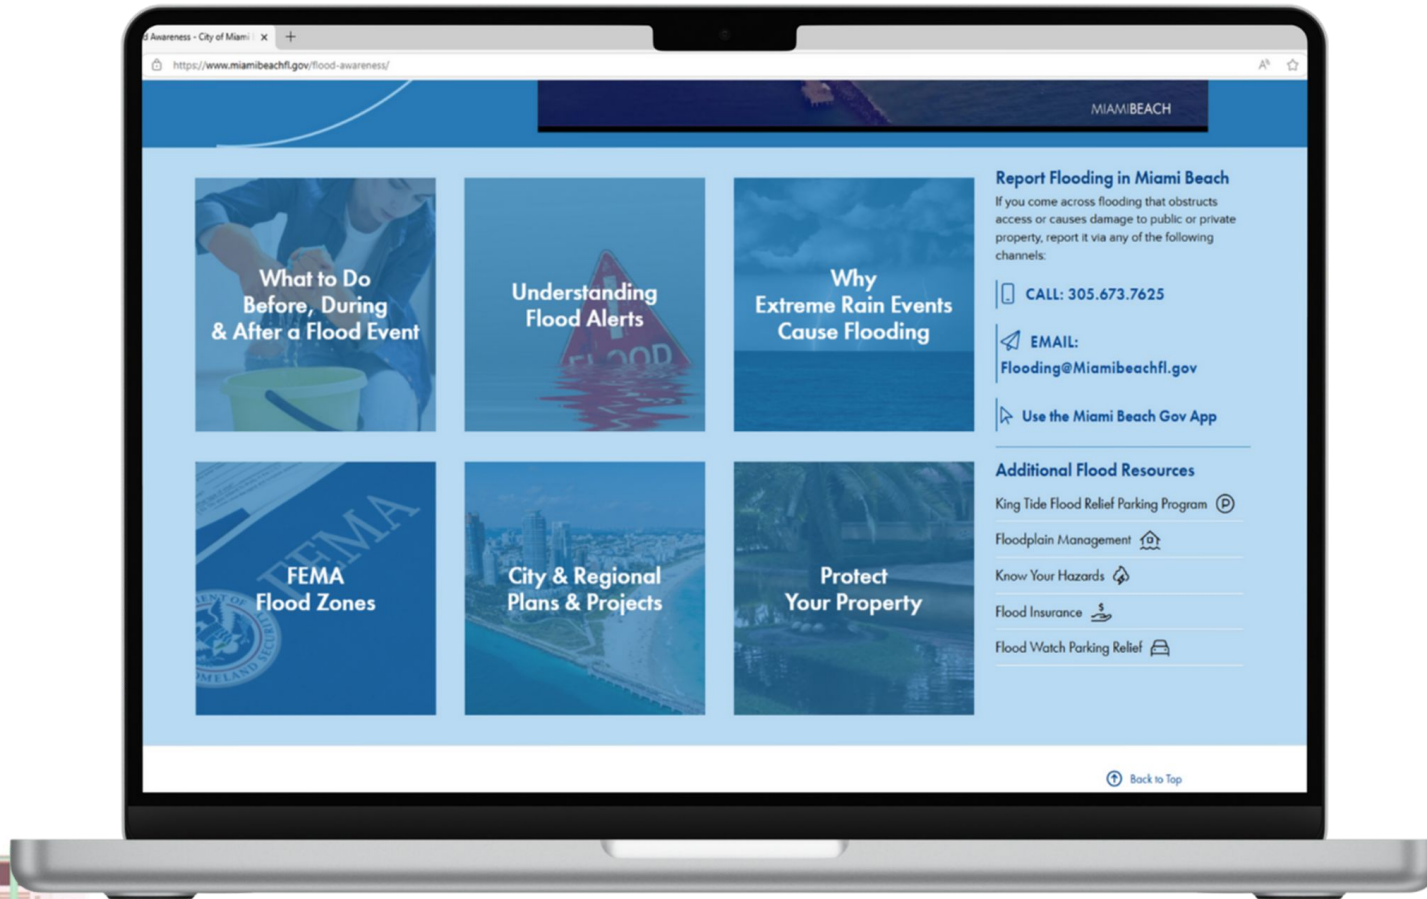 d Awareness - City of Miami
https://www.miamibeachfl.gov/flood-awareness/
MIAMIBEACH
What to Do
Before, During
& After a Flood Event
Understanding
Flood Alerts
FLOOD
Why
Extreme Rain Events
Cause Flooding
FEMA
FEMA
Flood Zones
City & Regional
Plans & Projects
Protect
Your Property
Report Flooding in Miami Beach
If you come across flooding that obstructs
access or causes damage to public or private
property, report it via any of the following
channels:
CALL: 305.673.7625
EMAIL:
Flooding@Miamibeachfl.gov
Use the Miami Beach Gov App
Additional Flood Resources
King Tide Flood Relief Parking Program
Floodplain Management
Know Your Hazards
Flood Insurance
Flood Watch Parking Relief
Back to Top